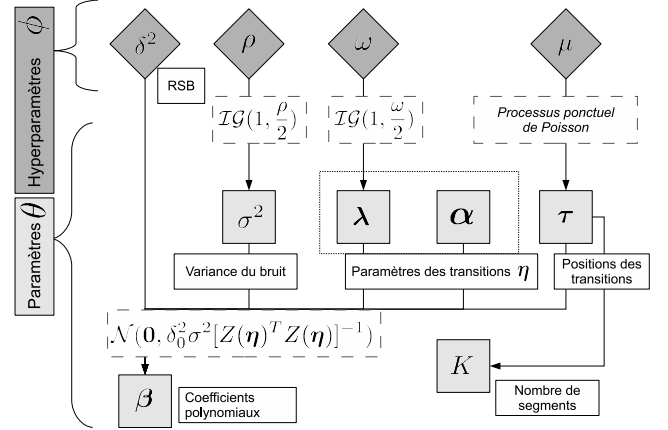 Hyperparamètres ϕ
δ²
ρ
ω
μ
RSB
IG(1, ρ/2)
IG(1, ω/2)
Processus ponctuel
de Poisson
Paramètres θ
σ²
λ
α
τ
Variance du bruit
Paramètres des transitions η
Positions des
transitions
N(0, δ₀²σ²[Z(η)ᵀZ(η)]⁻¹)
β
Coefficients
polynomiaux
K
Nombre de
segments